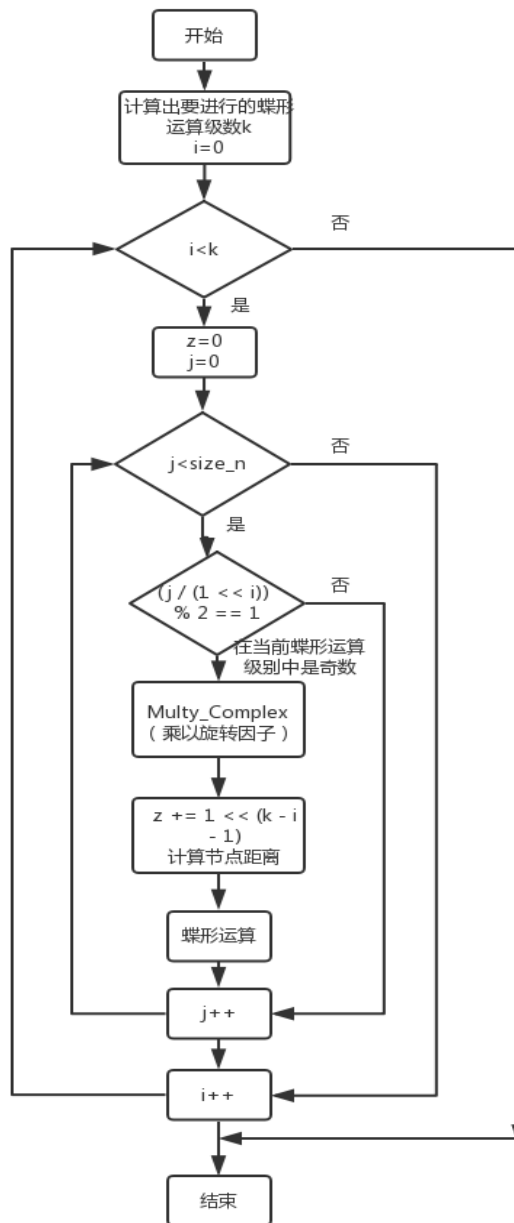 开始
计算出要进行的蝶形
运算级数k
i=0
否
i<k
是
z=0
j=0
否
j<size_n
是
否
(j / (1 << i))
% 2 == 1
在当前蝶形运算
级别中是奇数
Multy_Complex
（乘以旋转因子）
z += 1 << (k - i
- 1)
计算节点距离
蝶形运算
j++
i++
结束